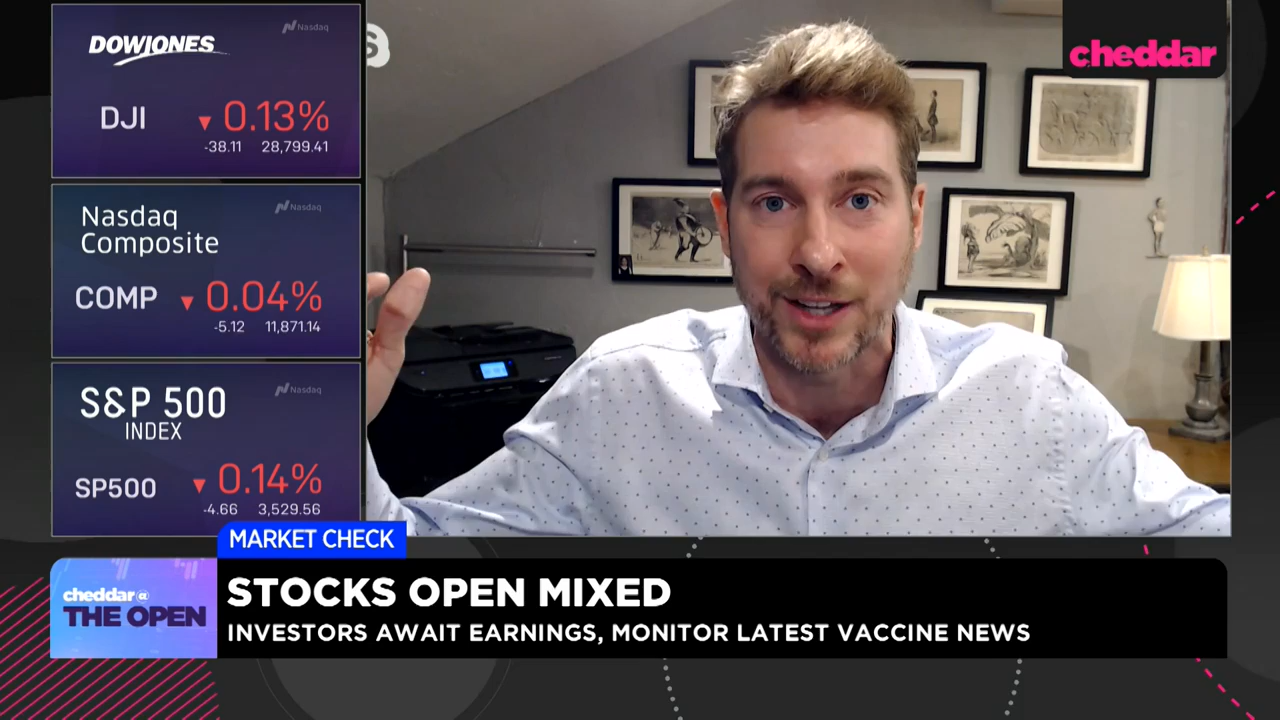 DOWJONES
Nasdaq
DJI
▼ 0.13%
-38.11 28,799.41
Nasdaq
Composite
Nasdaq
COMP
▼ 0.04%
-5.12 11,871.14
S&P 500
INDEX
Nasdaq
SP500
▼ 0.14%
-4.66 3,529.56
S
cheddar
MARKET CHECK
cheddar@
THE OPEN
STOCKS OPEN MIXED
INVESTORS AWAIT EARNINGS, MONITOR LATEST VACCINE NEWS